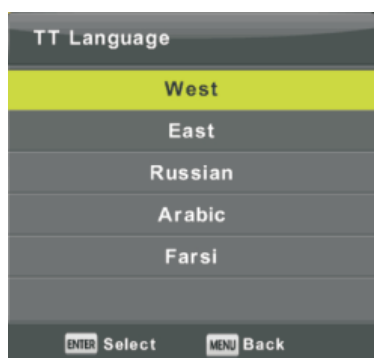 TT Language
West
East
Russian
Arabic
Farsi
ENTER Select MENU Back